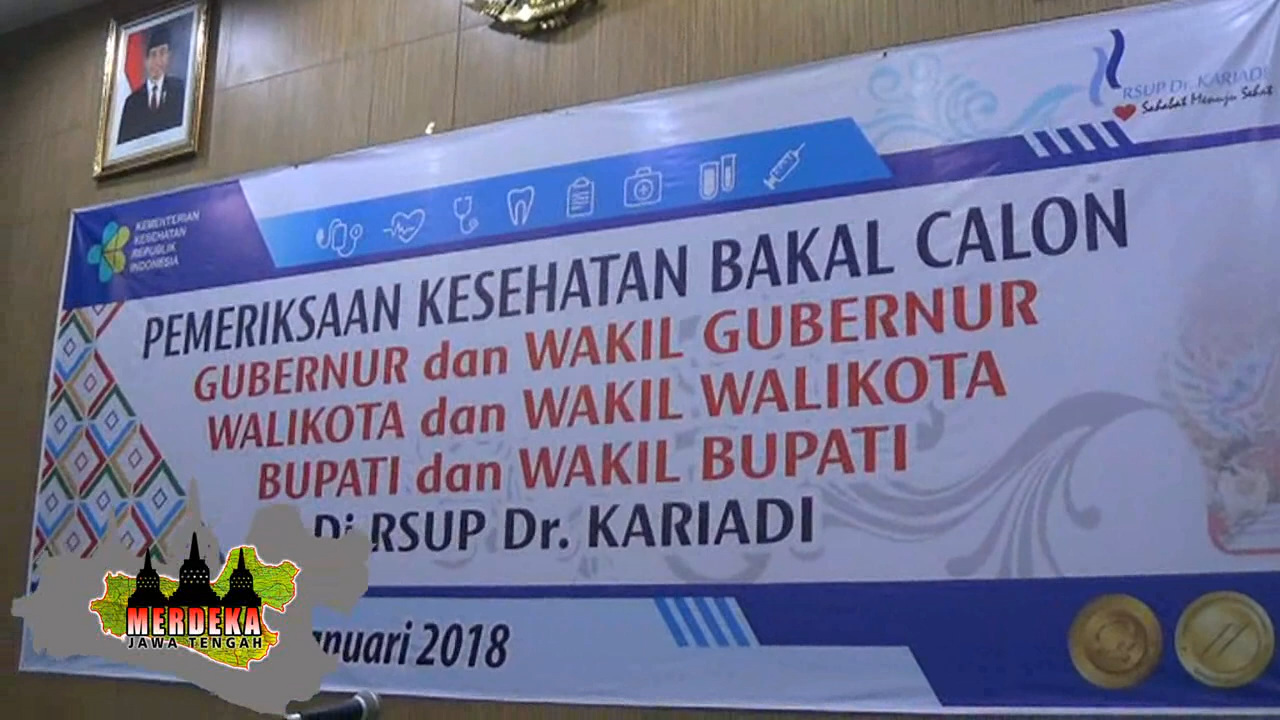 RSUP Dr. KARIADI
Sahabat Menuju Sehat
KEMENTERIAN
KESEHATAN
REPUBLIK
INDONESIA
PEMERIKSAAN KESEHATAN BAKAL CALON
GUBERNUR dan WAKIL GUBERNUR
WALIKOTA dan WAKIL WALIKOTA
BUPATI dan WAKIL BUPATI
Di RSUP Dr. KARIADI
anuari 2018
MERDEKA
JAWA TENGAH